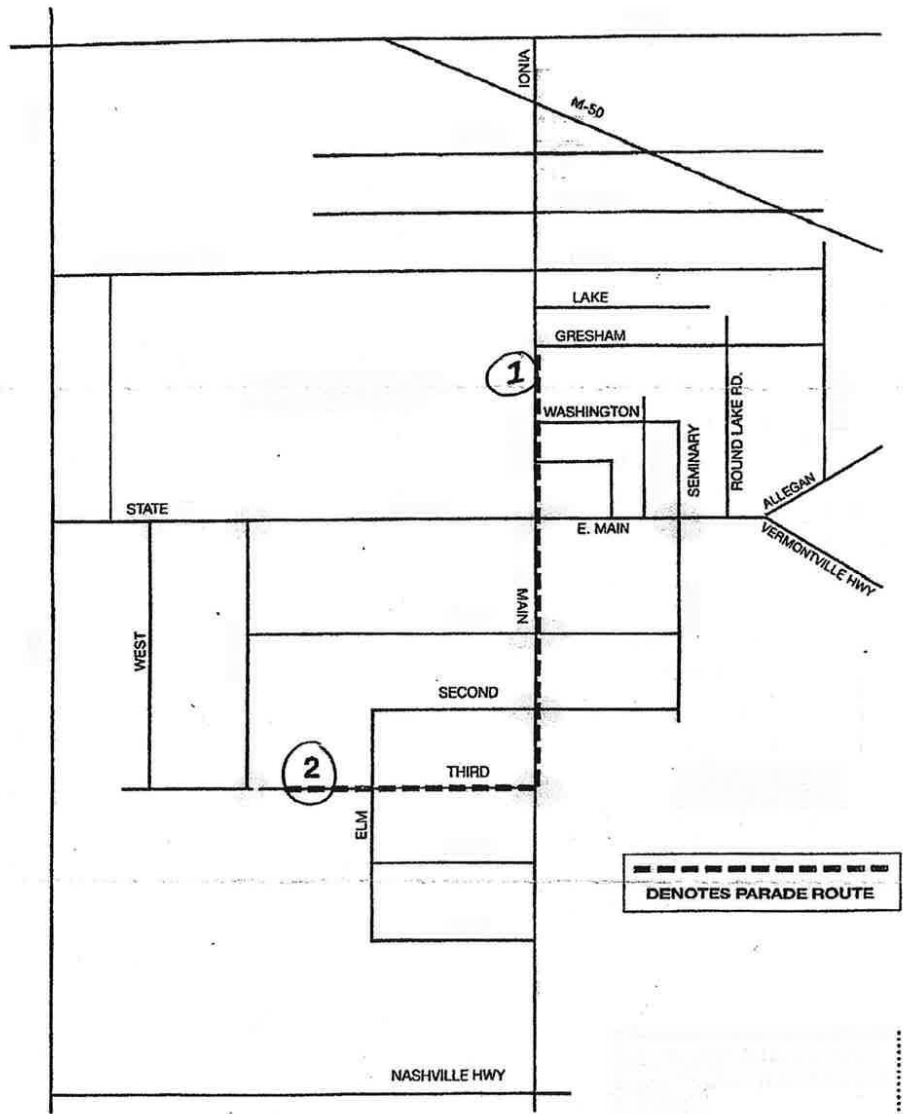 IONIA
M-50
LAKE
GRESHAM
1
WASHINGTON
SEMINARY
ROUND LAKE RD.
STATE
E. MAIN
ALLEGAN
VERMONTVILLE HWY
MAIN
WEST
SECOND
2
THIRD
ELM
DENOTES PARADE ROUTE
NASHVILLE HWY